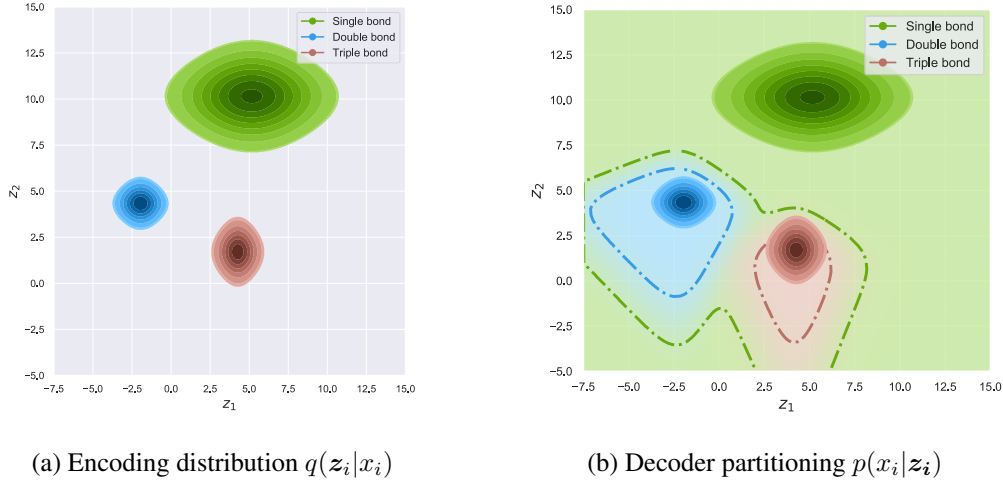 15.0
12.5
10.0
7.5
5.0
2.5
0.0
−2.5
−5.0
z₂
−7.5 −5.0 −2.5 0.0 2.5 5.0 7.5 10.0 12.5 15.0
z₁
Single bond
Double bond
Triple bond
(a) Encoding distribution q(zᵢ|xᵢ)
15.0
12.5
10.0
7.5
5.0
2.5
0.0
−2.5
−5.0
z₂
−7.5 −5.0 −2.5 0.0 2.5 5.0 7.5 10.0 12.5 15.0
z₁
Single bond
Double bond
Triple bond
(b) Decoder partitioning p(xᵢ|zᵢ)